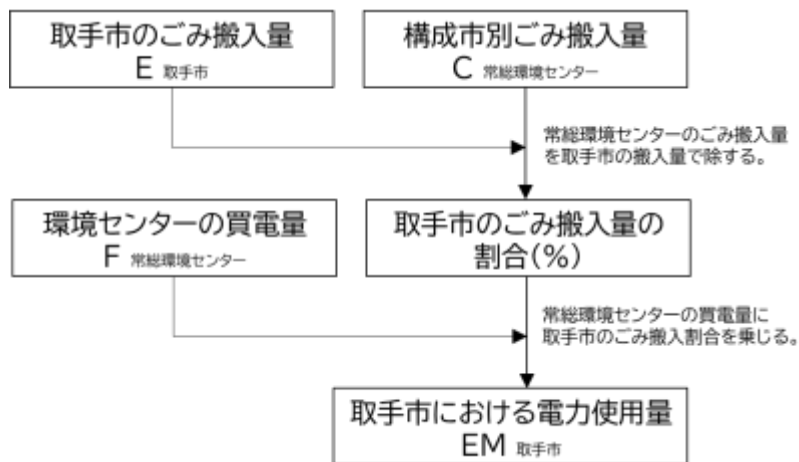 取手市のごみ搬入量
E 取手市
構成市別ごみ搬入量
C 常総環境センター
常総環境センターのごみ搬入量
を取手市の搬入量で除する。
環境センターの買電量
F 常総環境センター
取手市のごみ搬入量の
割合(%)
常総環境センターの買電量に
取手市のごみ搬入割合を乗じる。
取手市における電力使用量
EM 取手市